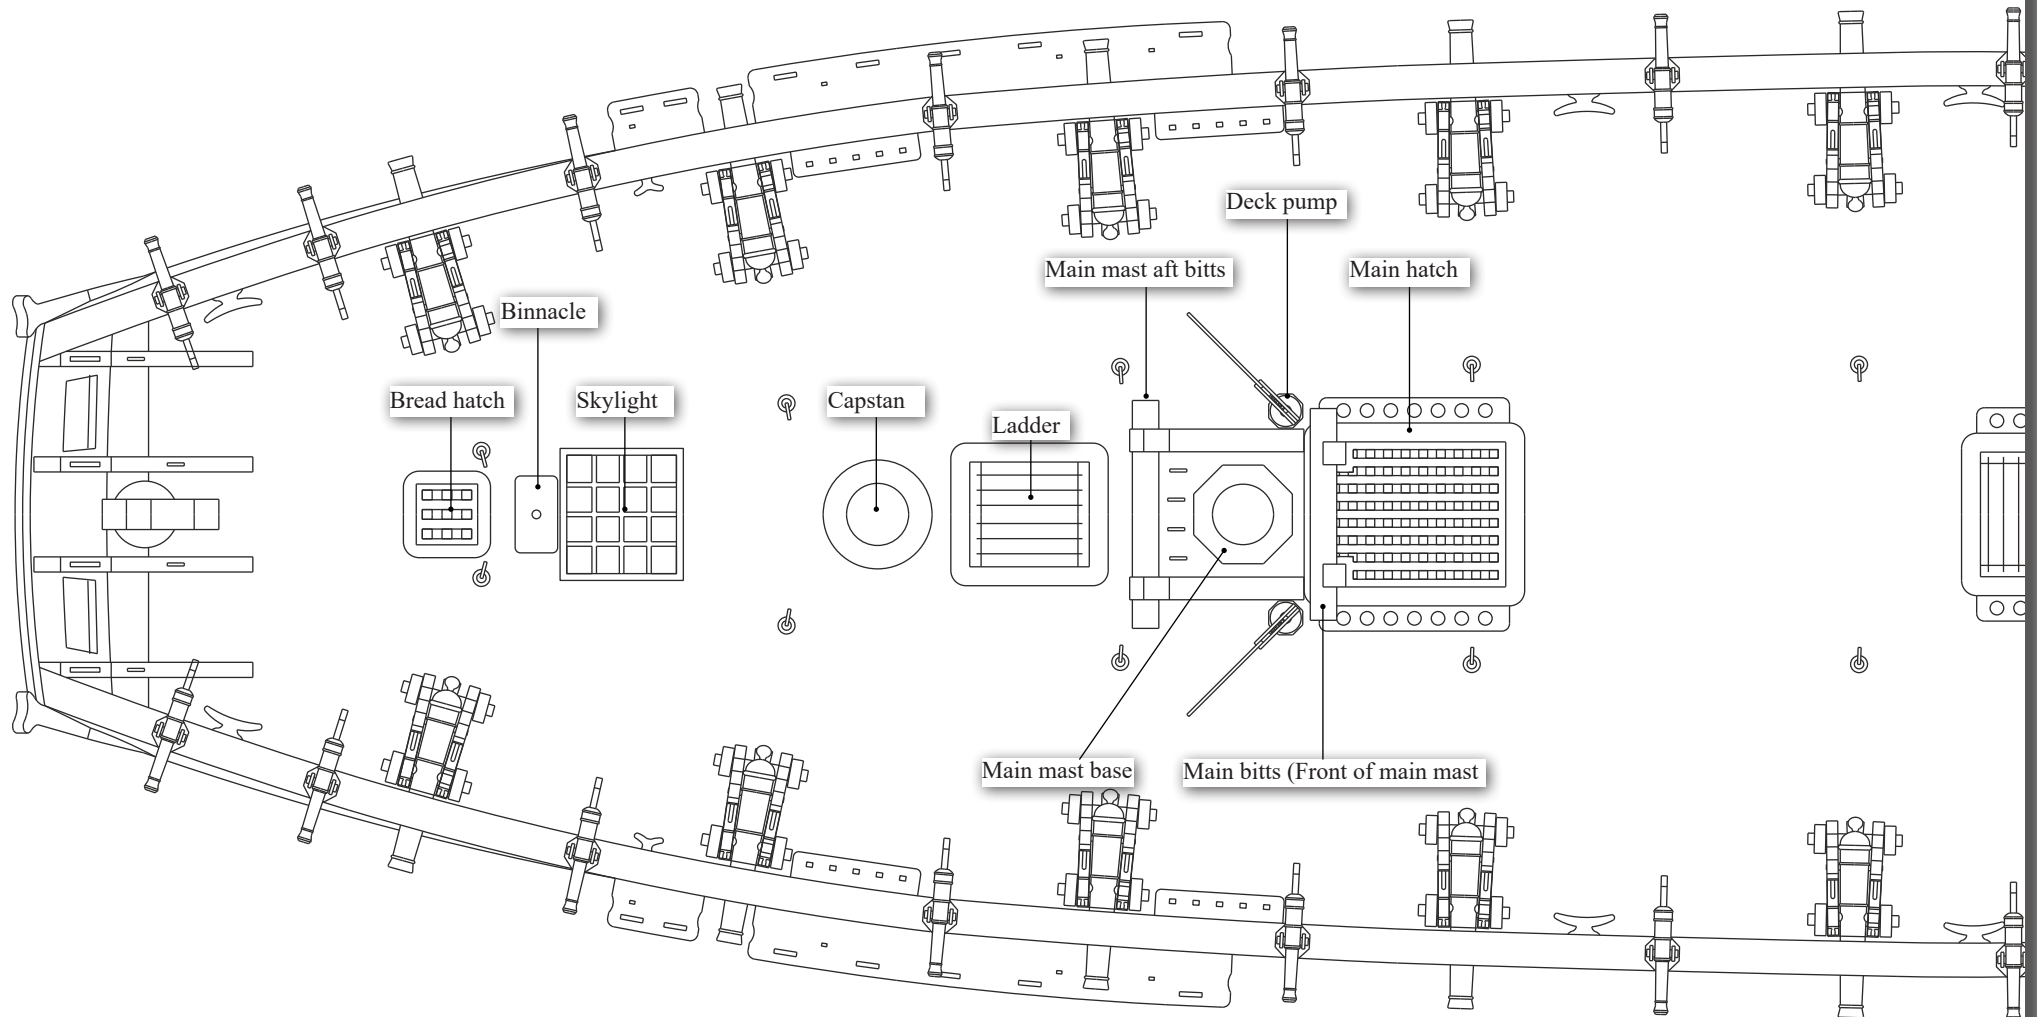 Deck pump
Main mast aft bitts
Main hatch
Binnacle
Bread hatch
Skylight
Capstan
Ladder
Main mast base
Main bitts (Front of main mast